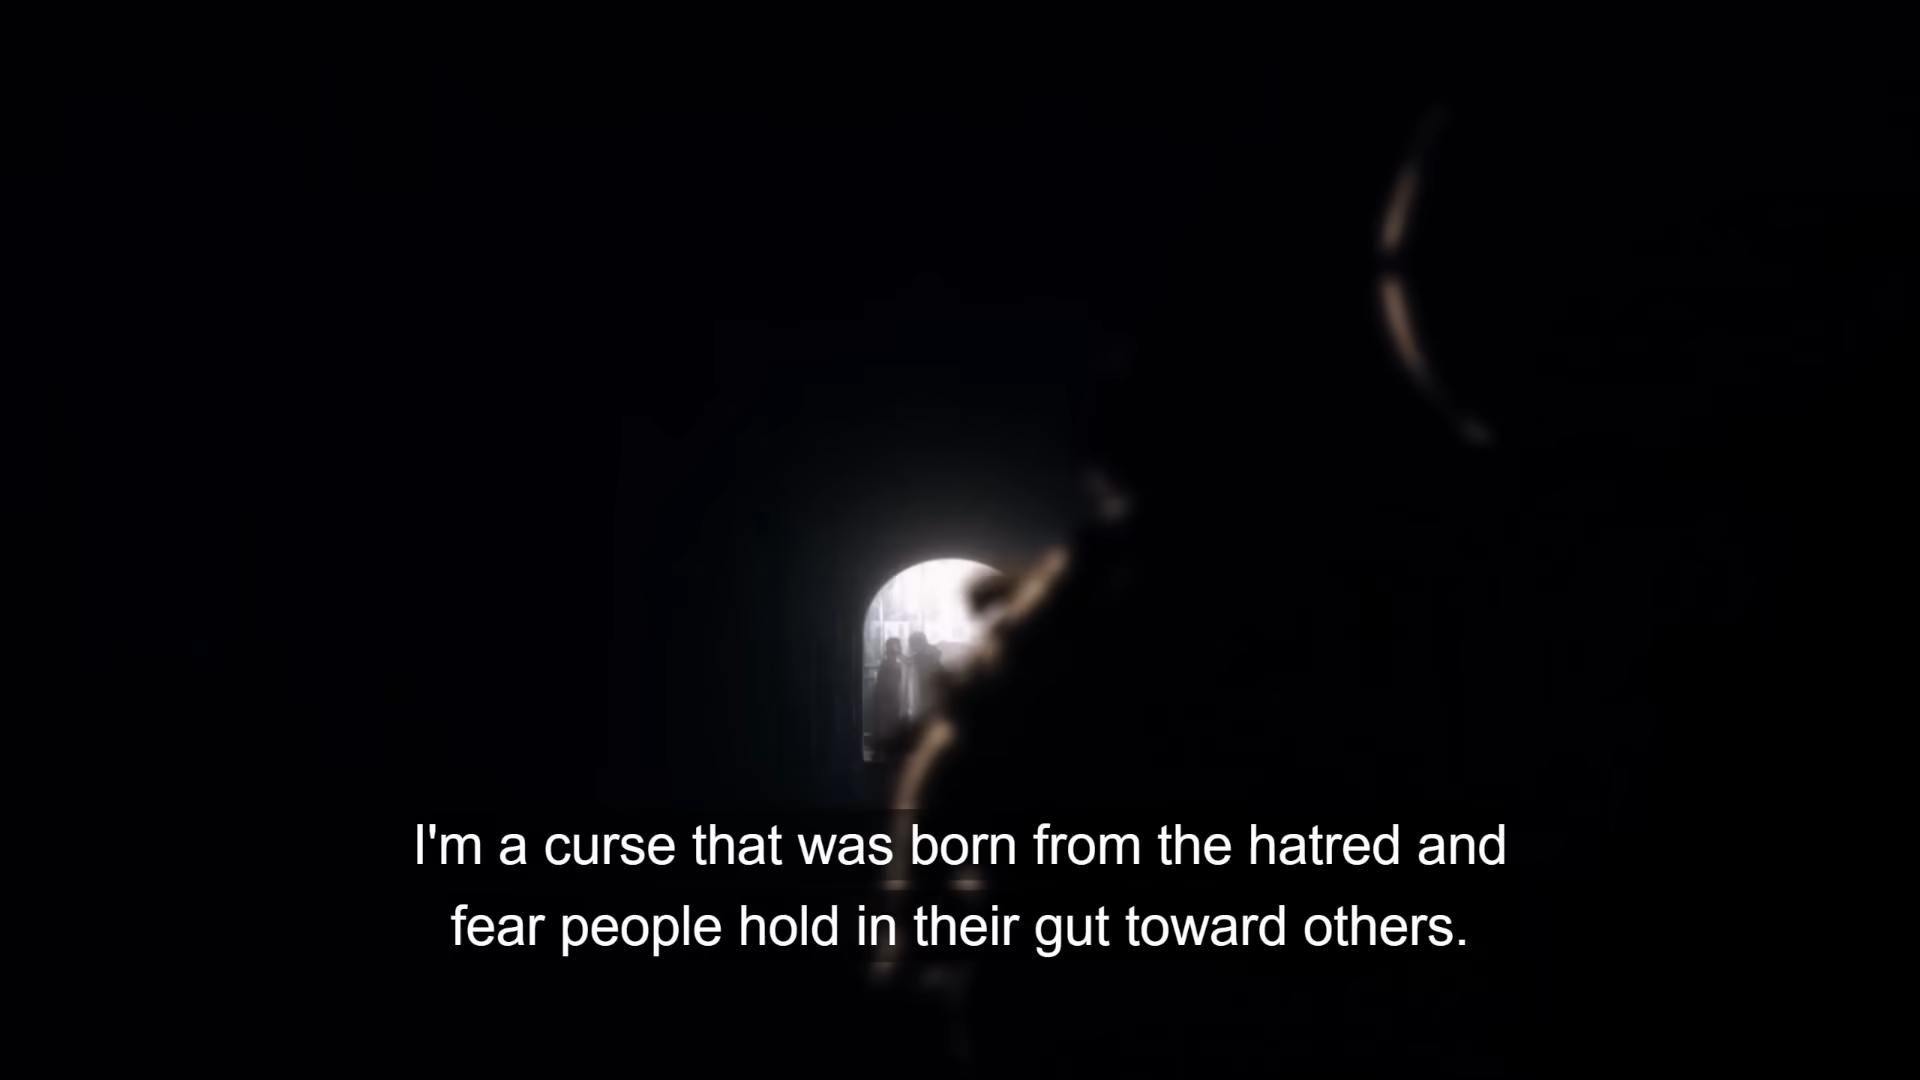 I'm a curse that was born from the hatred and
fear people hold in their gut toward others.